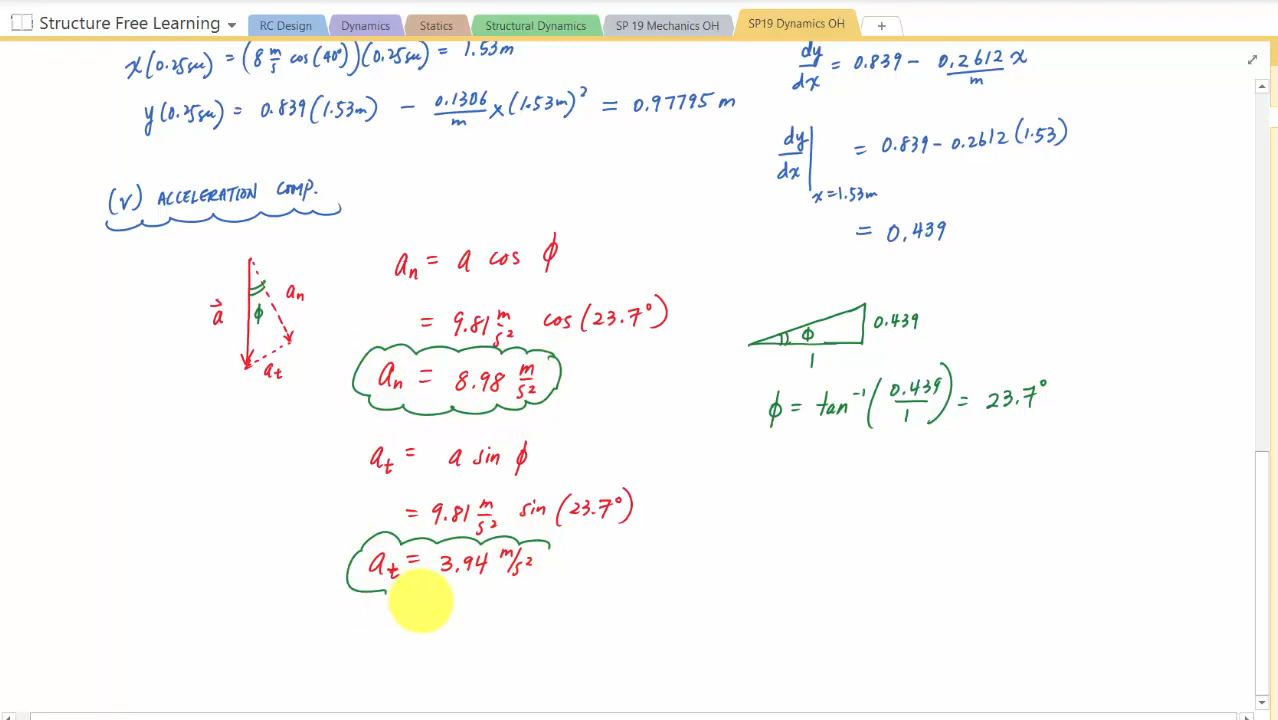 Structure Free Learning
RC Design
Dynamics
Statics
Structural Dynamics
SP 19 Mechanics OH
SP19 Dynamics OH
+
x(0.25sec) = (8 m/s cos(40°))(0.25sec) = 1.53m
y(0.25sec) = 0.839(1.53m) - 0.1306/m x (1.53m)² = 0.97795 m
dy/dx = 0.839 - 0.2612/m x
dy/dx | x=1.53m = 0.839 - 0.2612(1.53)
= 0.439
(V) ACCELERATION COMP.
a⃗
ϕ
an
at
an = a cos ϕ
= 9.81 m/s² cos(23.7°)
an = 8.98 m/s²
at = a sin ϕ
= 9.81 m/s² sin(23.7°)
at = 3.94 m/s²
ϕ
0.439
1
ϕ = tan⁻¹(0.439/1) = 23.7°